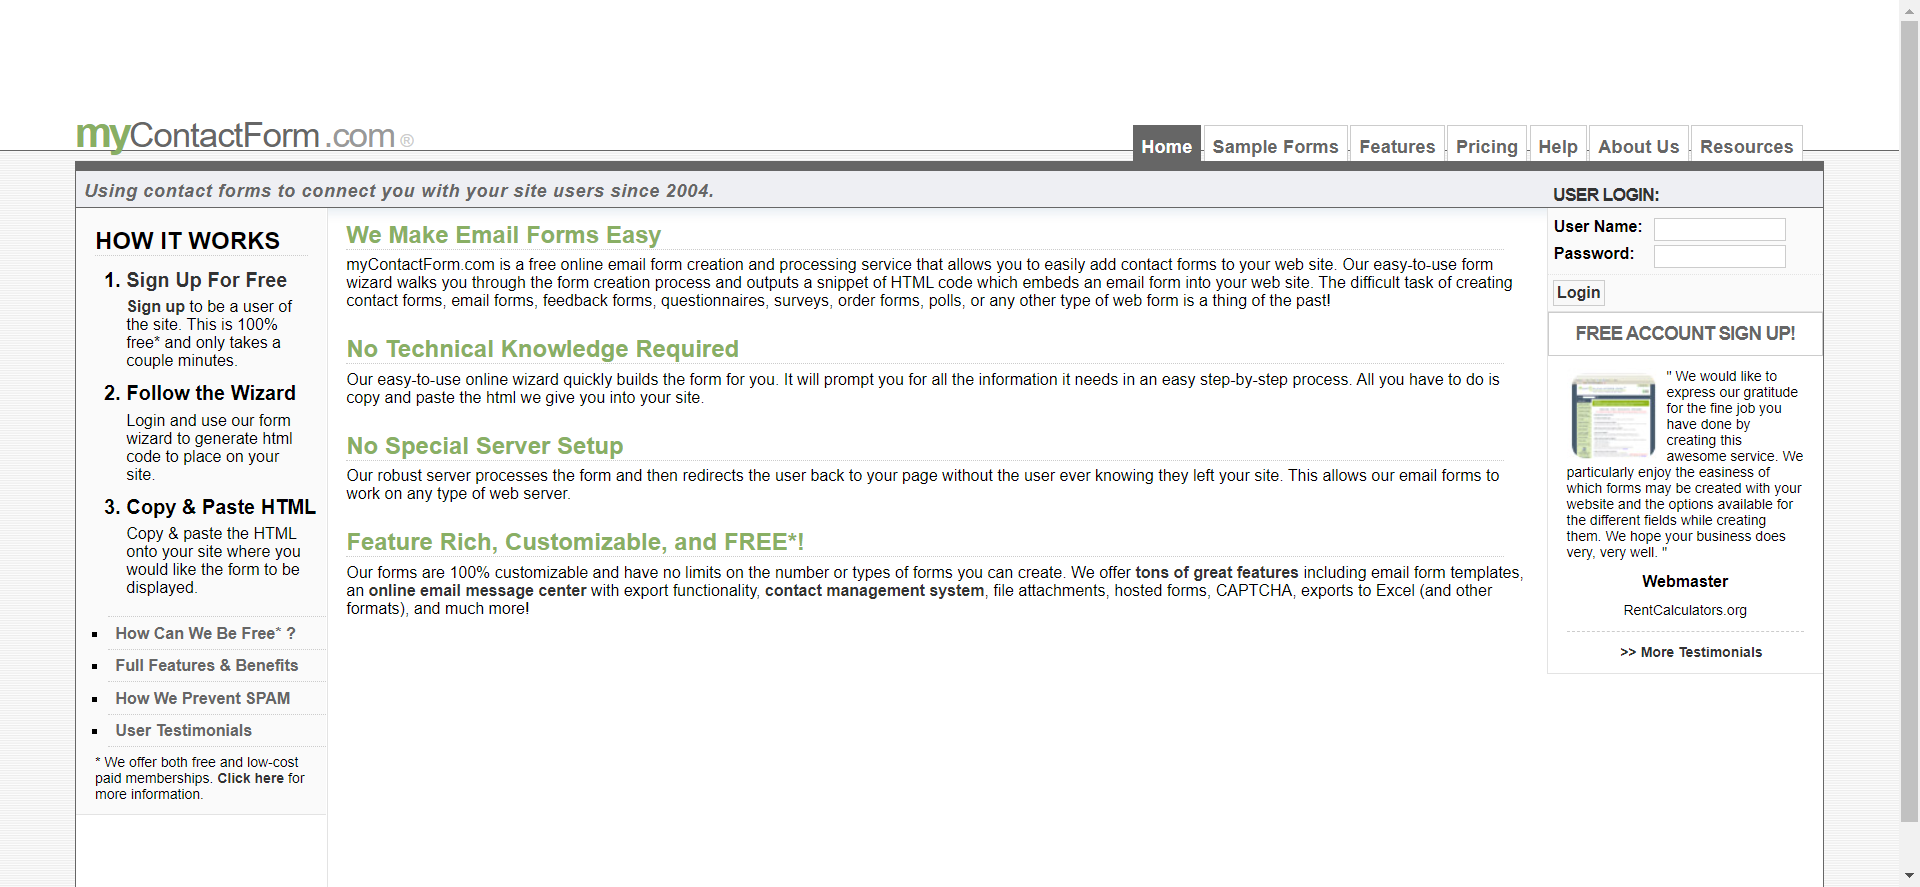 myContactForm.com ®
Home
Sample Forms
Features
Pricing
Help
About Us
Resources
Using contact forms to connect you with your site users since 2004.
HOW IT WORKS
1. Sign Up For Free
Sign up to be a user of
the site. This is 100%
free* and only takes a
couple minutes.
2. Follow the Wizard
Login and use our form
wizard to generate html
code to place on your
site.
3. Copy & Paste HTML
Copy & paste the HTML
onto your site where you
would like the form to be
displayed.
How Can We Be Free* ?
Full Features & Benefits
How We Prevent SPAM
User Testimonials
* We offer both free and low-cost
paid memberships. Click here for
more information.
We Make Email Forms Easy
myContactForm.com is a free online email form creation and processing service that allows you to easily add contact forms to your web site. Our easy-to-use form
wizard walks you through the form creation process and outputs a snippet of HTML code which embeds an email form into your web site. The difficult task of creating
contact forms, email forms, feedback forms, questionnaires, surveys, order forms, polls, or any other type of web form is a thing of the past!
No Technical Knowledge Required
Our easy-to-use online wizard quickly builds the form for you. It will prompt you for all the information it needs in an easy step-by-step process. All you have to do is
copy and paste the html we give you into your site.
No Special Server Setup
Our robust server processes the form and then redirects the user back to your page without the user ever knowing they left your site. This allows our email forms to
work on any type of web server.
Feature Rich, Customizable, and FREE*!
Our forms are 100% customizable and have no limits on the number or types of forms you can create. We offer tons of great features including email form templates,
an online email message center with export functionality, contact management system, file attachments, hosted forms, CAPTCHA, exports to Excel (and other
formats), and much more!
USER LOGIN:
User Name:
Password:
Login
FREE ACCOUNT SIGN UP!
" We would like to
express our gratitude
for the fine job you
have done by
creating this
awesome service. We
particularly enjoy the easiness of
which forms may be created with your
website and the options available for
the different fields while creating
them. We hope your business does
very, very well. "
Webmaster
RentCalculators.org
>> More Testimonials